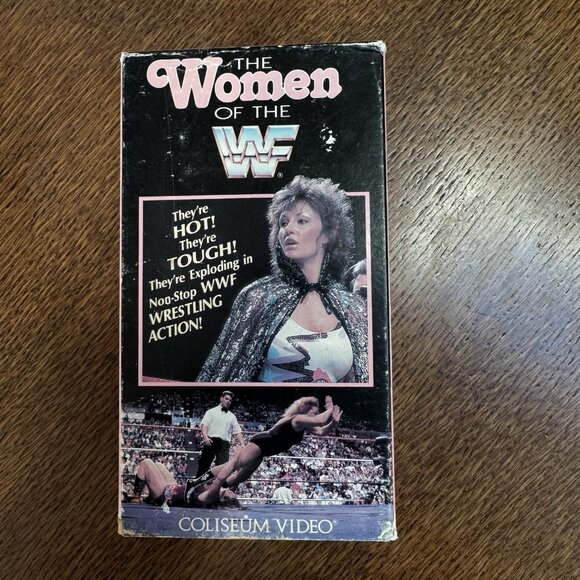 THE
Women
OF THE
WF®
They're
HOT!
They're
TOUGH!
They're Exploding in
Non-Stop WWF
WRESTLING
ACTION!
COLISEUM VIDEO®